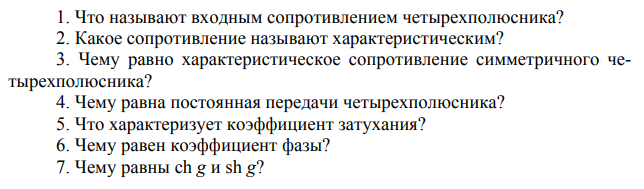 1. Что называют входным сопротивлением четырехполюсника?
2. Какое сопротивление называют характеристическим?
3. Чему равно характеристическое сопротивление симметричного че-
тырехполюсника?
4. Чему равна постоянная передачи четырехполюсника?
5. Что характеризует коэффициент затухания?
6. Чему равен коэффициент фазы?
7. Чему равны ch g и sh g?